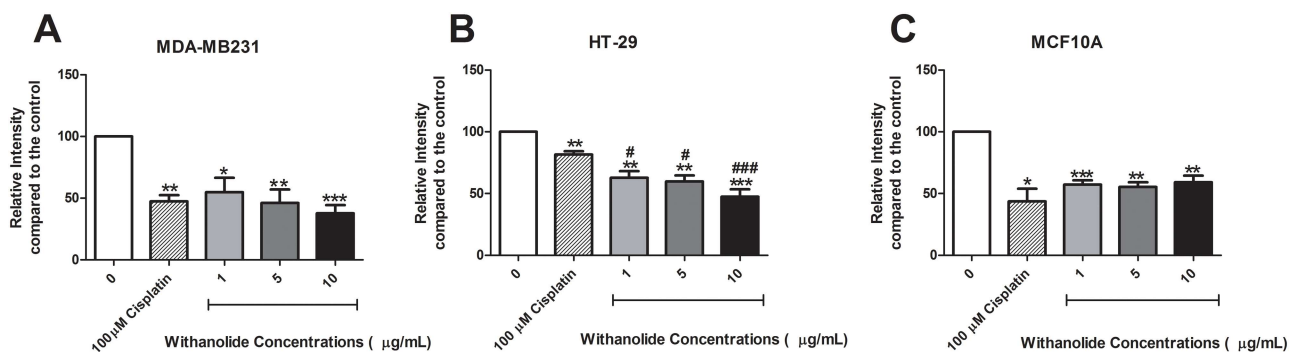 A
MDA-MB231
Relative Intensity
compared to the control
150
100
50
0
**
*
**
***
0
100μM Cisplatin
1
5
10
Withanolide Concentrations ( μg/mL)
B
HT-29
Relative Intensity
compared to the control
150
100
50
0
**
#
**
#
**
###
***
0
100 μM Cisplatin
1
5
10
Withanolide Concentrations ( μg/mL)
C
MCF10A
Relative Intensity
compared to the control
150
100
50
0
*
***
**
**
0
100 μM Cisplatin
1
5
10
Withanolide Concentrations ( μg/mL)